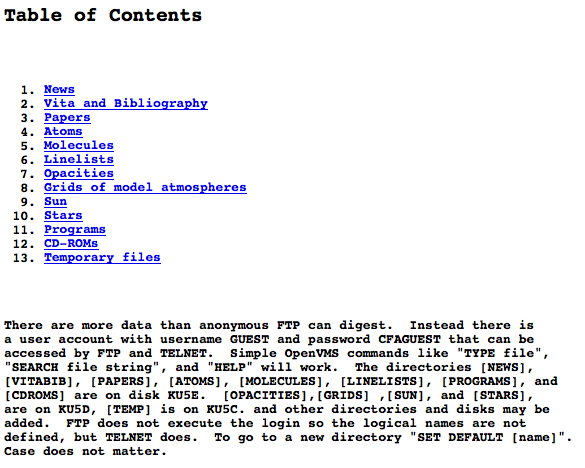 Table of Contents
1. News
2. Vita and Bibliography
3. Papers
4. Atoms
5. Molecules
6. Linelists
7. Opacities
8. Grids of model atmospheres
9. Sun
10. Stars
11. Programs
12. CD-ROMs
13. Temporary files
There are more data than anonymous FTP can digest.  Instead there is
a user account with username GUEST and password CFAGUEST that can be
accessed by FTP and TELNET.  Simple OpenVMS commands like "TYPE file",
"SEARCH file string", and "HELP" will work.  The directories [NEWS],
[VITABIB], [PAPERS], [ATOMS], [MOLECULES], [LINELISTS], [PROGRAMS], and
[CDROMS] are on disk KU5E.  [OPACITIES],[GRIDS] ,[SUN], and [STARS],
are on KU5D, [TEMP] is on KU5C. and other directories and disks may be
added.  FTP does not execute the login so the logical names are not
defined, but TELNET does.  To go to a new directory "SET DEFAULT [name]".
Case does not matter.